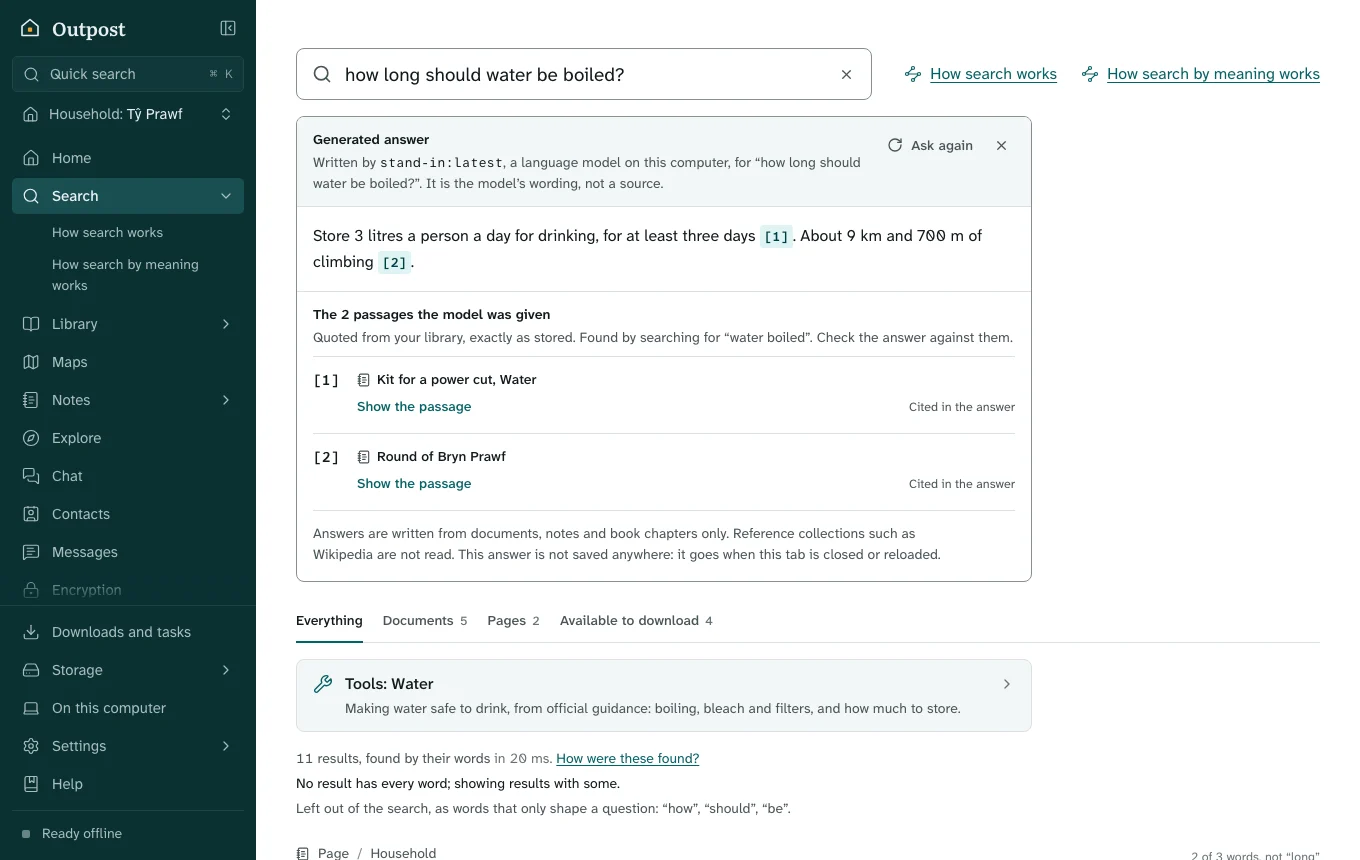 Outpost
Quick search ⌘ K
Household: Tŷ Prawf
Home
Search
How search works
How search by meaning
works
Library
Maps
Notes
Explore
Chat
Contacts
Messages
Encryption
Downloads and tasks
Storage
On this computer
Settings
Help
Ready offline
how long should water be boiled?
How search works
How search by meaning works
Generated answer
Written by stand-in:latest, a language model on this computer, for “how long should
water be boiled?”. It is the model’s wording, not a source.
Ask again
Store 3 litres a person a day for drinking, for at least three days [1]. About 9 km and 700 m of
climbing [2].
The 2 passages the model was given
Quoted from your library, exactly as stored. Found by searching for “water boiled”. Check the answer against them.
[1] Kit for a power cut, Water
Show the passage Cited in the answer
[2] Round of Bryn Prawf
Show the passage Cited in the answer
Answers are written from documents, notes and book chapters only. Reference collections such as
Wikipedia are not read. This answer is not saved anywhere: it goes when this tab is closed or reloaded.
Everything Documents 5 Pages 2 Available to download 4
Tools: Water
Making water safe to drink, from official guidance: boiling, bleach and filters, and how much to store.
11 results, found by their words in 20 ms. How were these found?
No result has every word; showing results with some.
Left out of the search, as words that only shape a question: “how”, “should”, “be”.
Page / Household
2 of 3 words, not “long”